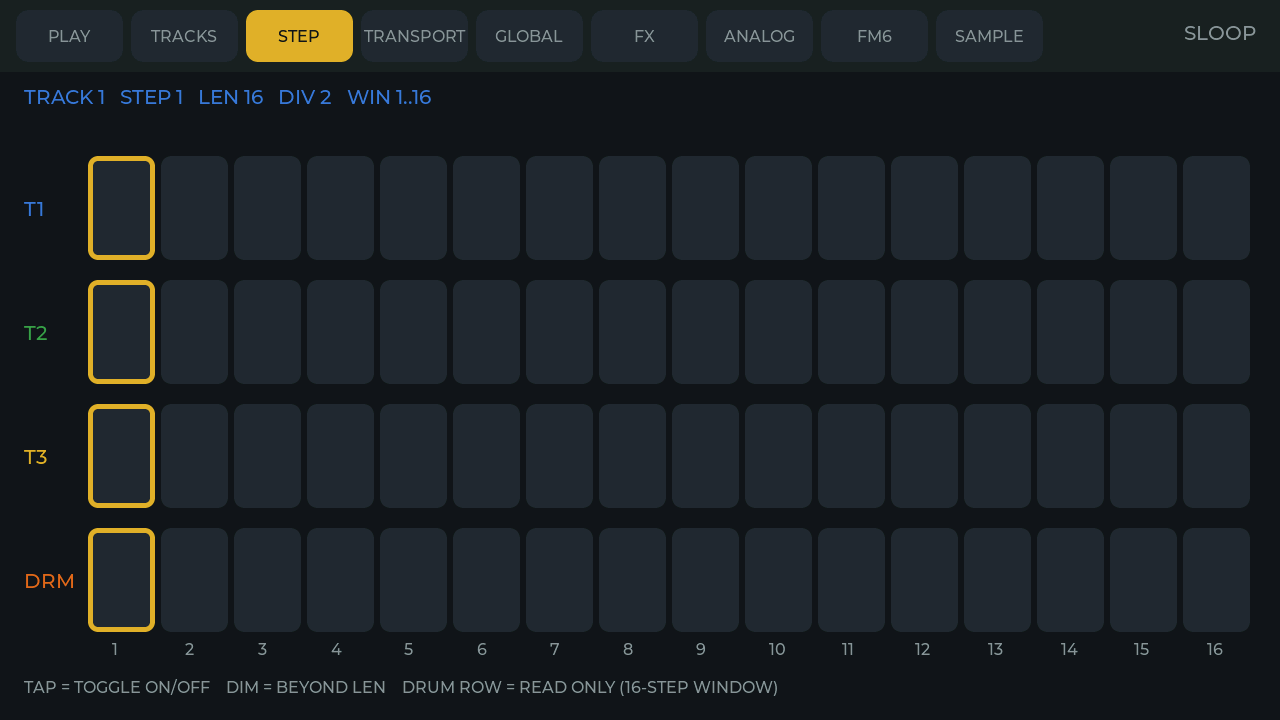 PLAY TRACKS STEP TRANSPORT GLOBAL FX ANALOG FM6 SAMPLE SLOOP
TRACK 1 STEP 1 LEN 16 DIV 2 WIN 1..16
T1
T2
T3
DRM
1 2 3 4 5 6 7 8 9 10 11 12 13 14 15 16
TAP = TOGGLE ON/OFF DIM = BEYOND LEN DRUM ROW = READ ONLY (16-STEP WINDOW)